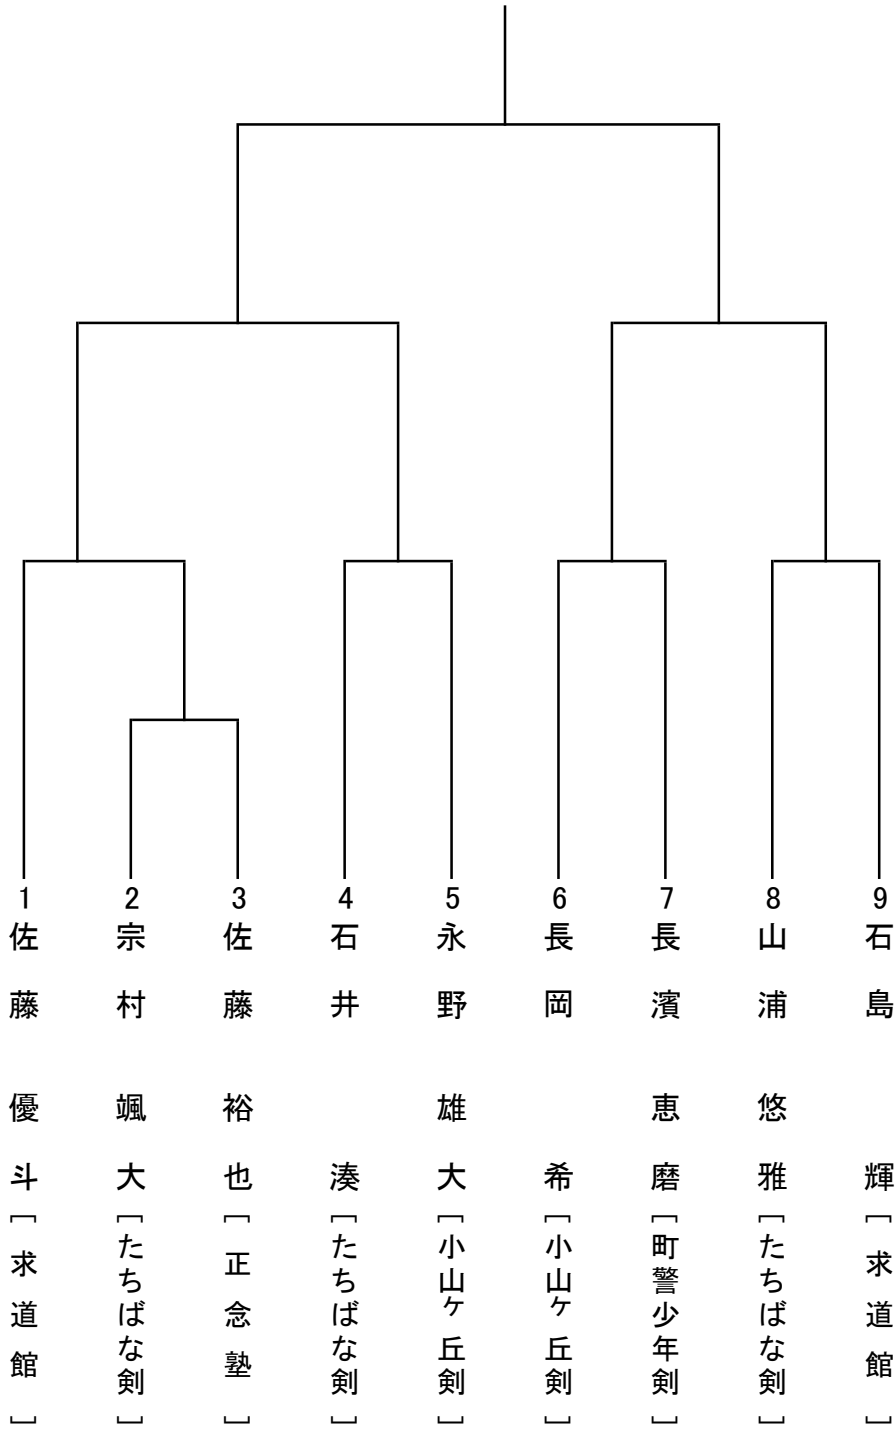 1 佐藤 優斗 [求道館]
2 宗村 颯大 [たちばな剣]
3 佐藤 裕也 [正念塾]
4 石井 湊 [たちばな剣]
5 永野 雄大 [小山ヶ丘剣]
6 長岡 希 [小山ヶ丘剣]
7 長濱 恵磨 [町警少年剣]
8 山浦 悠雅 [たちばな剣]
9 石島 輝 [求道館]